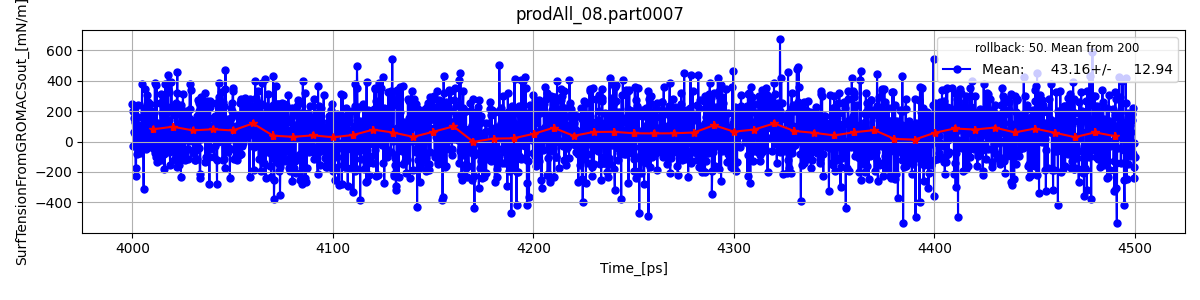 prodAll_08.part0007
SurfTensionFromGROMACSout_[mN/m]
600
400
200
0
−200
−400
rollback: 50. Mean from 200
Mean: 43.16+/- 12.94
4000
4100
4200
4300
4400
4500
Time_[ps]